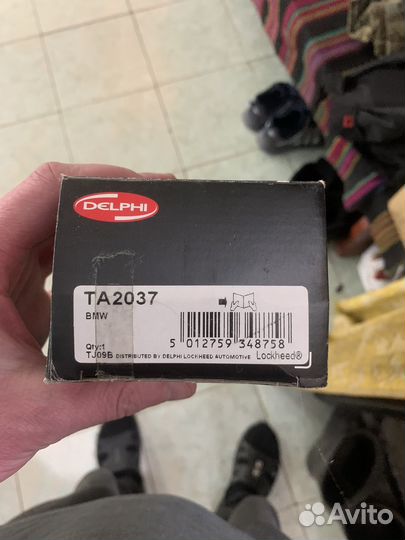 DELPHI
TA2037
BMW
Qty:1
5 012759 348758
TJ09B DISTRIBUTED BY DELPHI LOCKHEED AUTOMOTIVE Lockheed®
Avito